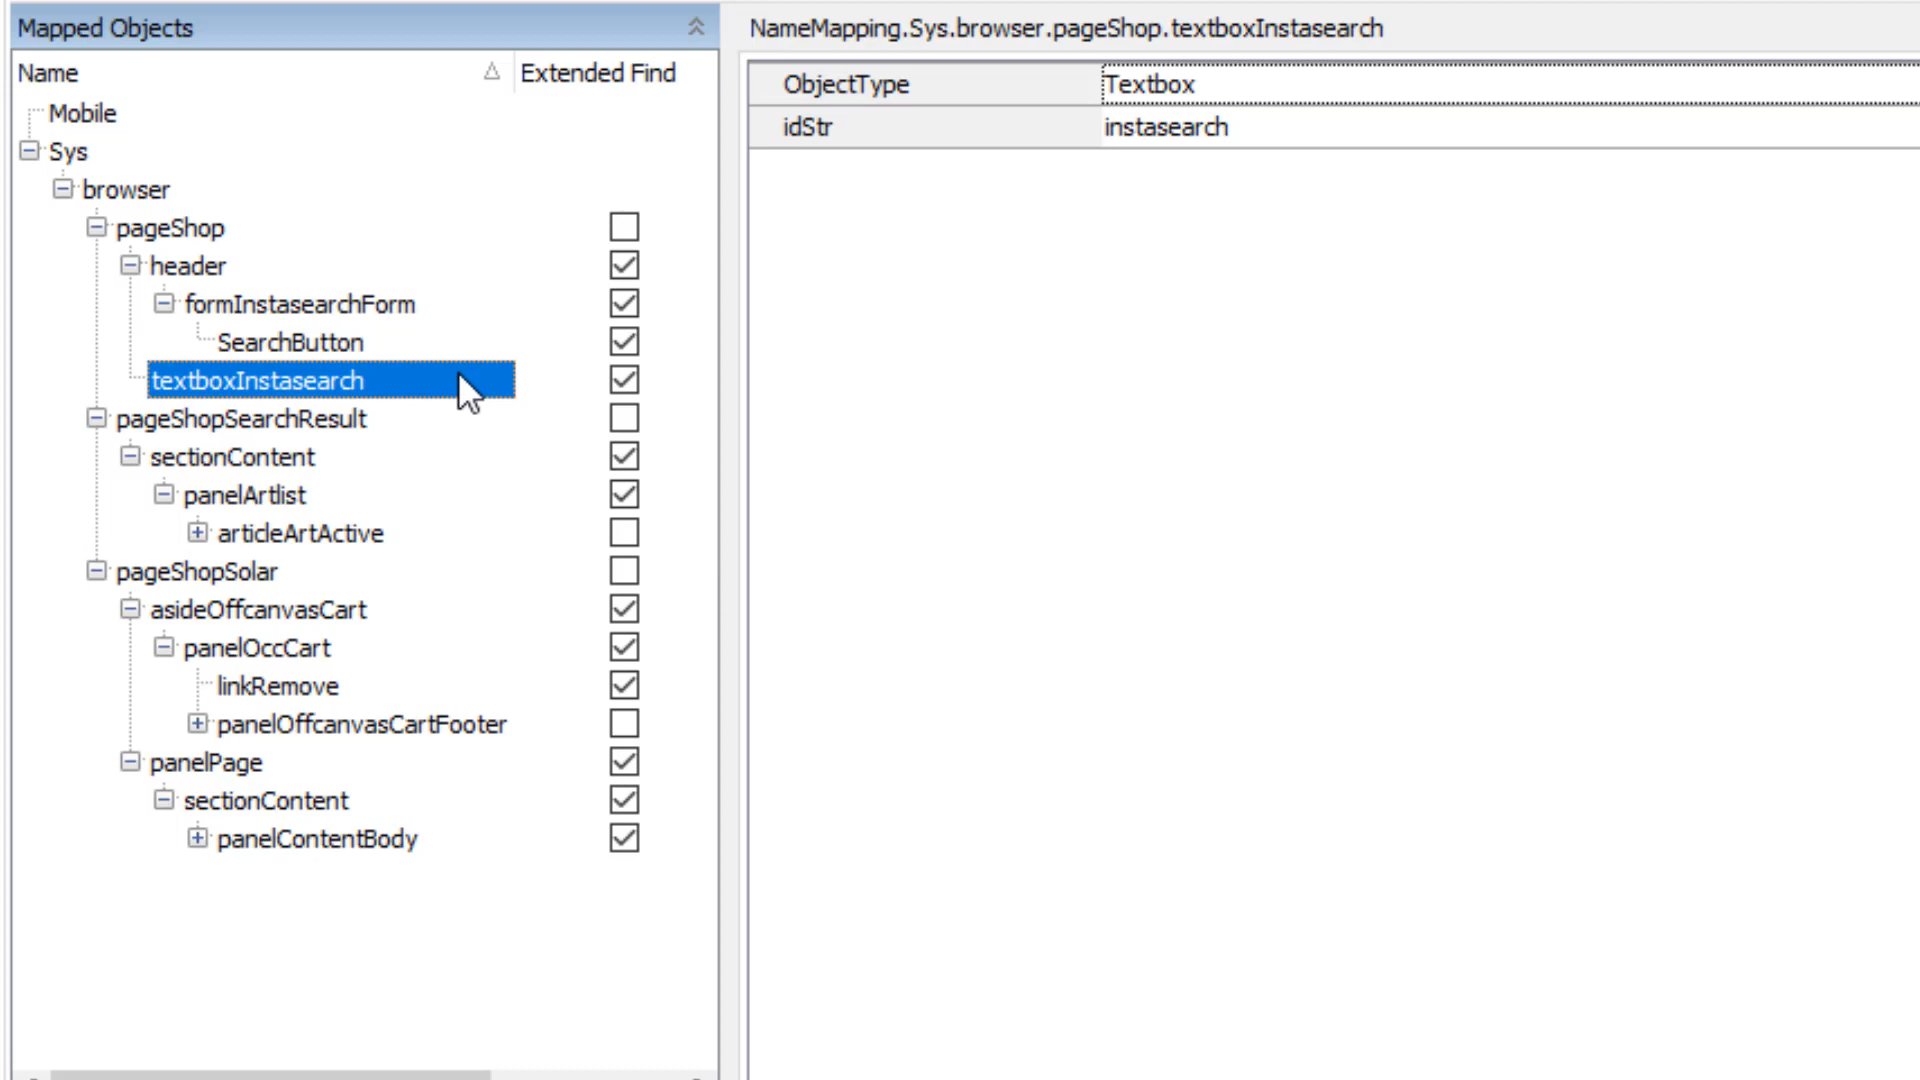 Mapped Objects
NameMapping.Sys.browser.pageShop.textboxInstasearch
Name
Extended Find
ObjectType
Textbox
idStr
instasearch
Mobile
Sys
browser
pageShop
header
formInstasearchForm
SearchButton
textboxInstasearch
pageShopSearchResult
sectionContent
panelArtlist
articleArtActive
pageShopSolar
asideOffcanvasCart
panelOccCart
linkRemove
panelOffcanvasCartFooter
panelPage
sectionContent
panelContentBody